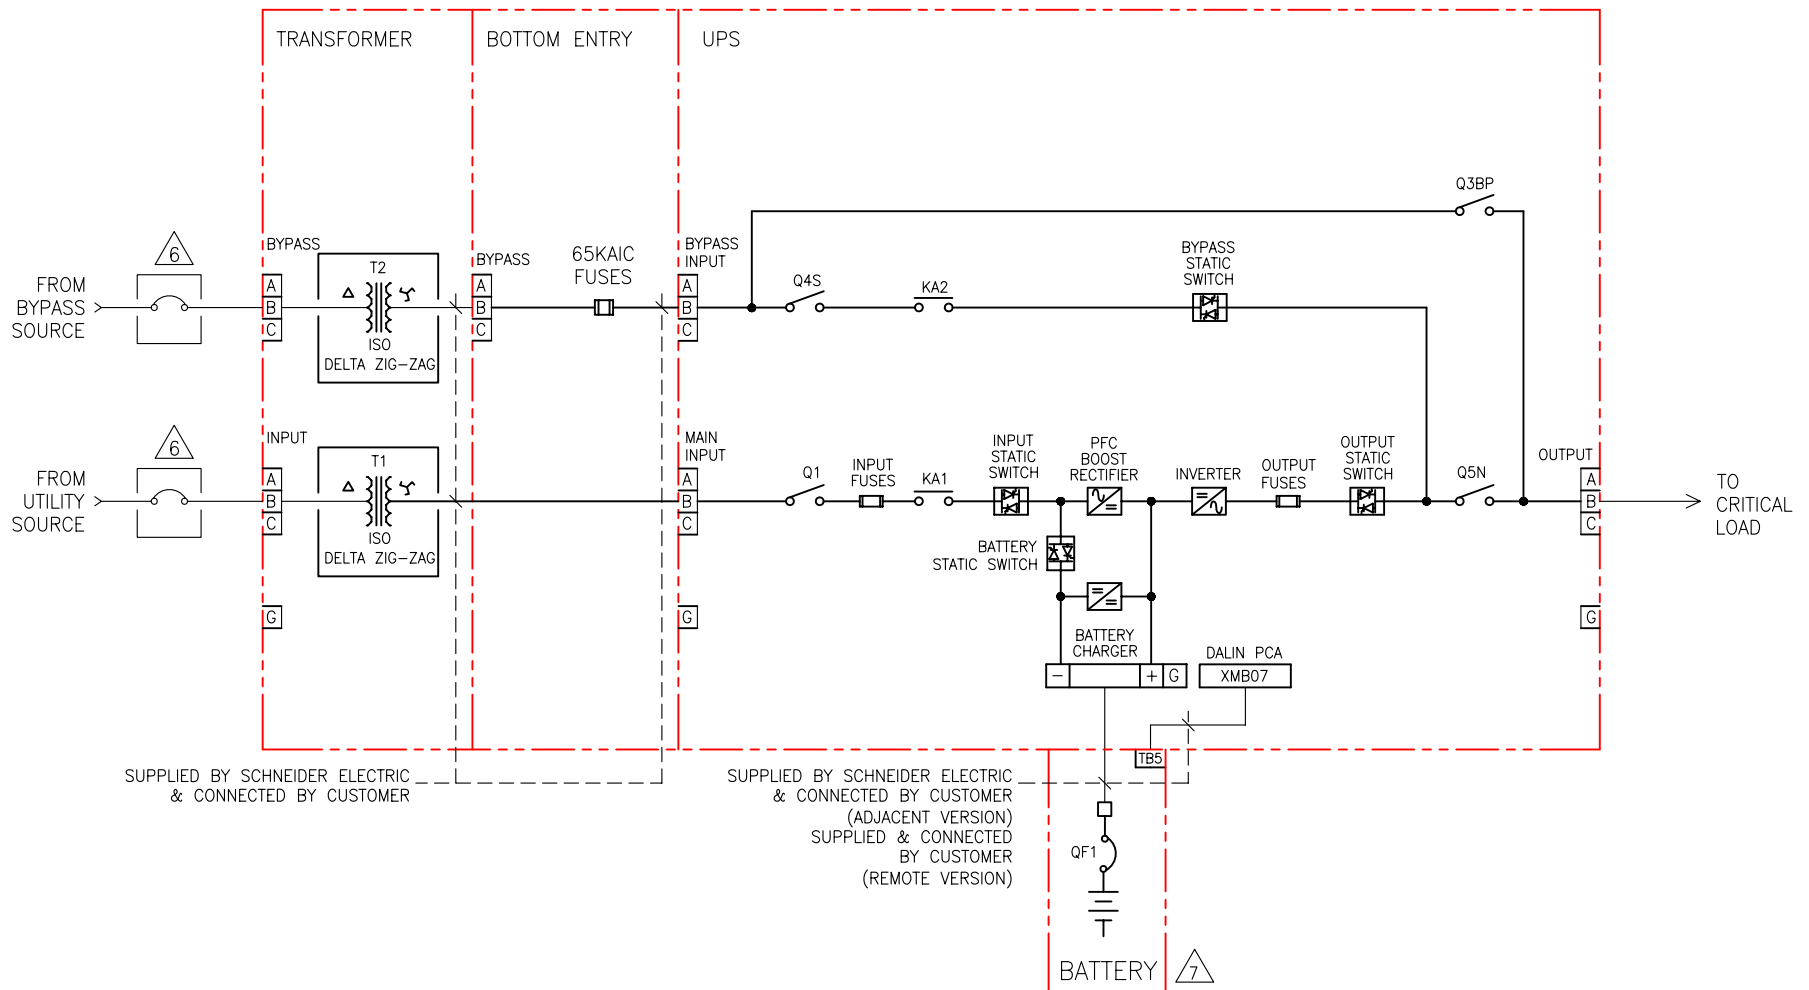 TRANSFORMER
BOTTOM ENTRY
UPS
Q3BP
6
BYPASS
T2
ISO
DELTA ZIG-ZAG
BYPASS
65KAIC
FUSES
BYPASS
INPUT
Q4S
KA2
BYPASS
STATIC
SWITCH
FROM
BYPASS
SOURCE
A
B
C
A
B
C
A
B
C
6
INPUT
T1
ISO
DELTA ZIG-ZAG
MAIN
INPUT
Q1
INPUT
FUSES
KA1
INPUT
STATIC
SWITCH
PFC
BOOST
RECTIFIER
INVERTER
OUTPUT
FUSES
OUTPUT
STATIC
SWITCH
Q5N
OUTPUT
FROM
UTILITY
SOURCE
A
B
C
A
B
C
A
B
C
TO
CRITICAL
LOAD
BATTERY
STATIC SWITCH
G
G
G
BATTERY
CHARGER
- + G
DALIN PCA
XMB07
TB5
SUPPLIED BY SCHNEIDER ELECTRIC
& CONNECTED BY CUSTOMER
SUPPLIED BY SCHNEIDER ELECTRIC
& CONNECTED BY CUSTOMER
(ADJACENT VERSION)
SUPPLIED & CONNECTED
BY CUSTOMER
(REMOTE VERSION)
QF1
BATTERY
7